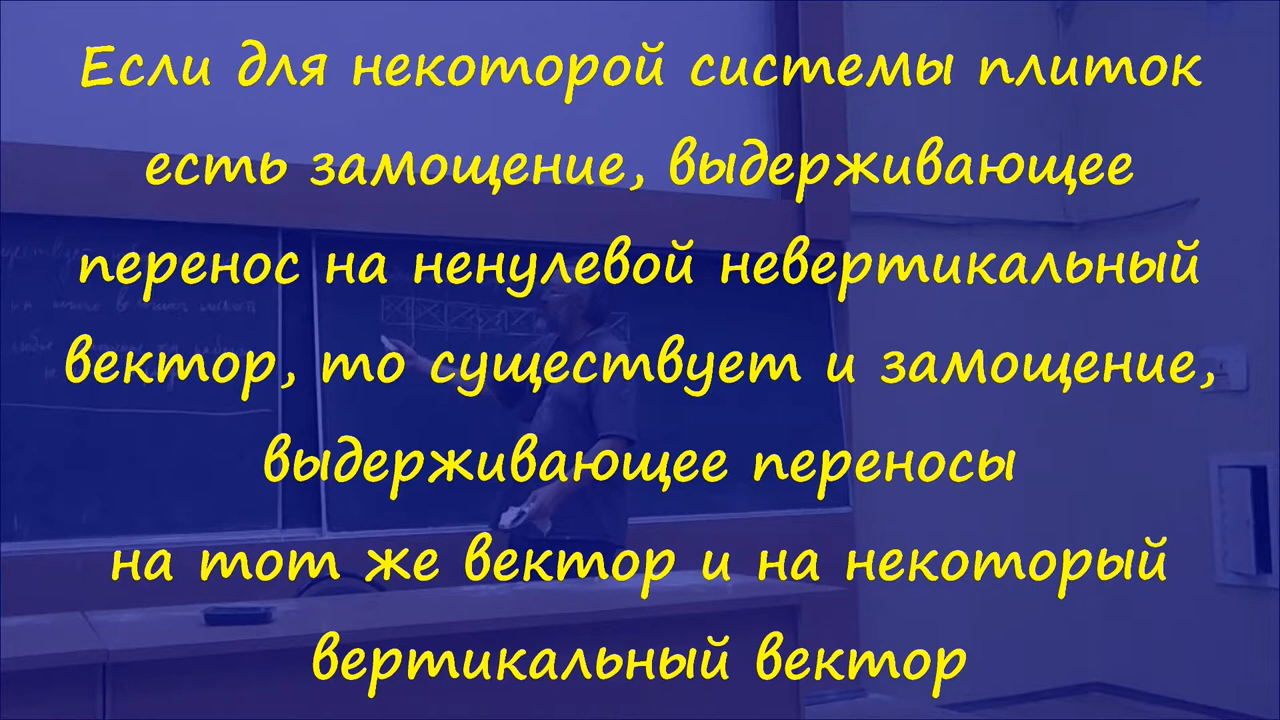 Если для некоторой системы плиток
есть замощение, выдерживающее
перенос на ненулевой невертикальный
вектор, то существует и замощение,
выдерживающее переносы
на тот же вектор и на некоторый
вертикальный вектор